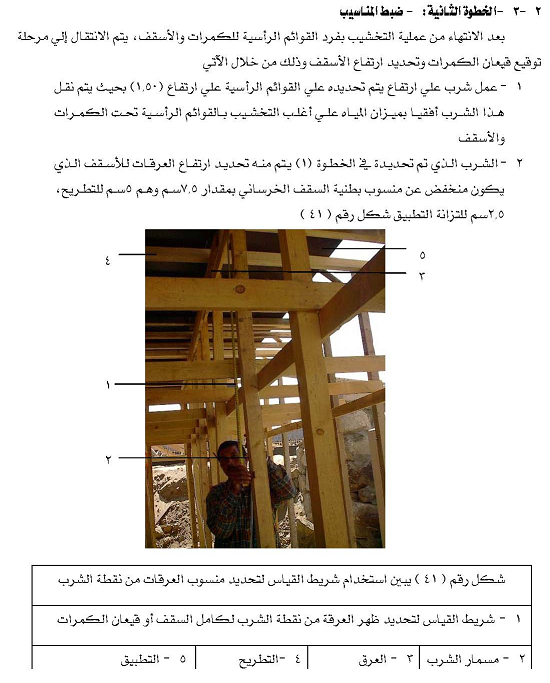 ٢ -٣ -الخطوة الثانية: - ضبط المناسيب
بعد الانتهاء من عملية التخشيب بفرد القوائم الرأسية للكمرات والأسقف، يتم الانتقال إلي مرحلة
توقيع قيعان الكمرات وتحديد ارتفاع الأسقف وذلك من خلال الآتي
١ - عمل شرب علي ارتفاع يتم تحديده علي القوائم الرأسية علي ارتفاع (١,٥٠) بحيث يتم نقل
هذا الشرب أفقيا بميزان المياه علي أغلب التخشيب بالقوائم الرأسية تحت الكمرات
والأسقف
٢ - الشرب الذي تم تحديدة في الخطوة (١) يتم منه تحديد ارتفاع العرقات للأسقف الذي
يكون منخفض عن منسوب بطنية السقف الخرساني بمقدار ٧,٥سم وهم ٥سم للتطريح،
٢,٥سم للتزانة التطبيق شكل رقم ( ٤١ )
٥
٤
٣
١
٢
شكل رقم ( ٤١ ) يبين استخدام شريط القياس لتحديد منسوب العرقات من نقطة الشرب
١ - شريط القياس لتحديد ظهر العرقة من نقطة الشرب لكامل السقف أو قيعان الكمرات
٢ - مسمار الشرب ٣ - العرق ٤ -التطريح ٥ - التطبيق